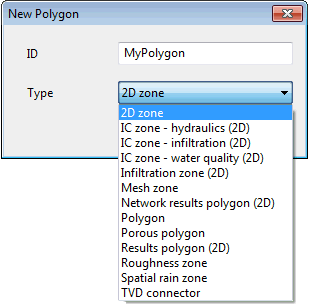 New Polygon
ID MyPolygon
Type 2D zone
2D zone
IC zone - hydraulics (2D)
IC zone - infiltration (2D)
IC zone - water quality (2D)
Infiltration zone (2D)
Mesh zone
Network results polygon (2D)
Polygon
Porous polygon
Results polygon (2D)
Roughness zone
Spatial rain zone
TVD connector